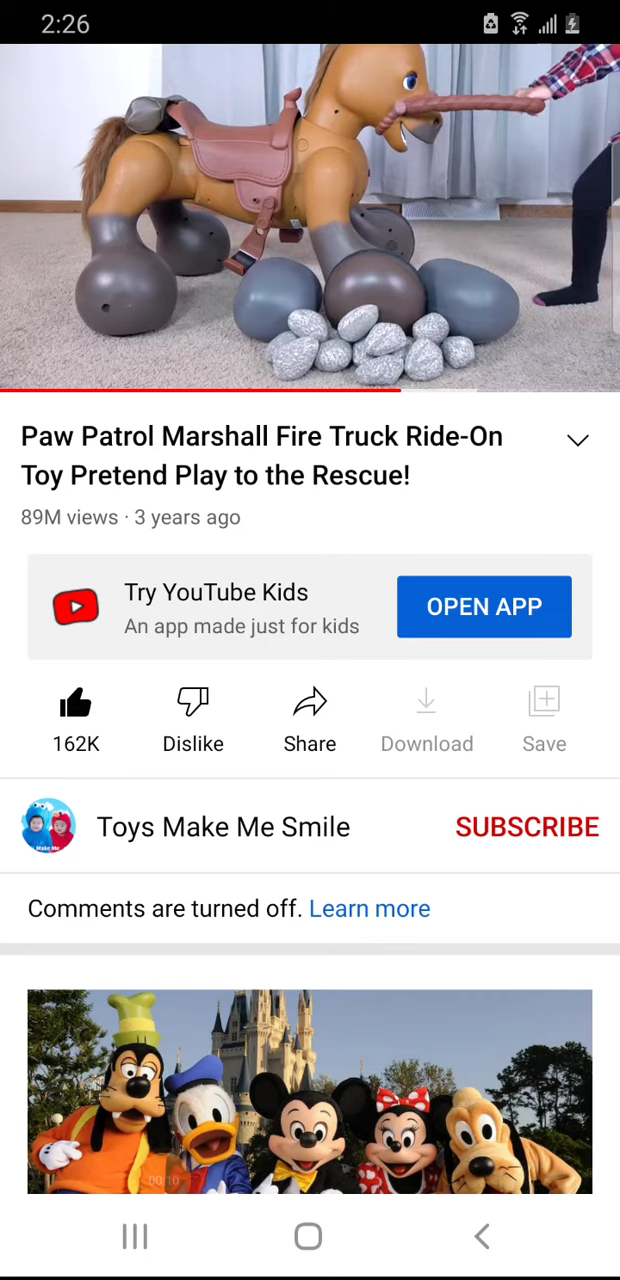 2:26
Paw Patrol Marshall Fire Truck Ride-On
Toy Pretend Play to the Rescue!
89M views · 3 years ago
Try YouTube Kids
An app made just for kids
OPEN APP
162K
Dislike
Share
Download
Save
Toys Make Me Smile
SUBSCRIBE
Comments are turned off. Learn more
00:10